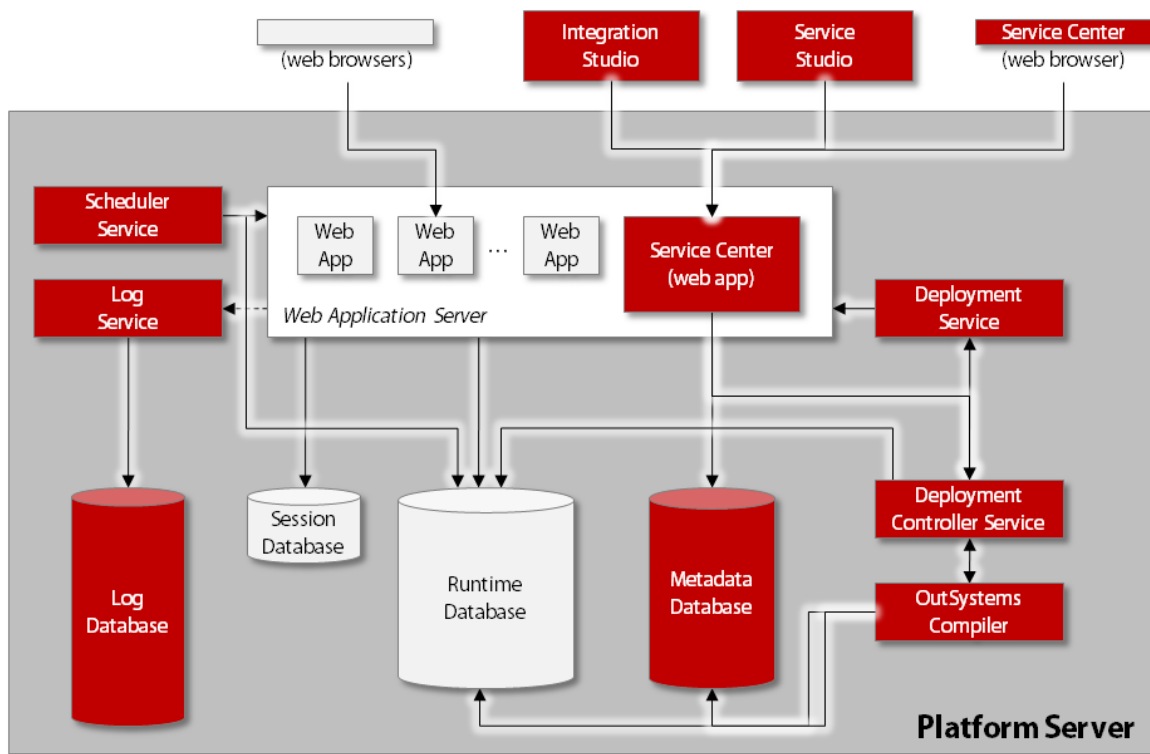 (web browsers)
Integration
Studio
Service
Studio
Service Center
(web browser)
Scheduler
Service
Web
App
Web
App
...
Web
App
Service Center
(web app)
Web Application Server
Log
Service
Deployment
Service
Session
Database
Log
Database
Runtime
Database
Metadata
Database
Deployment
Controller Service
OutSystems
Compiler
Platform Server